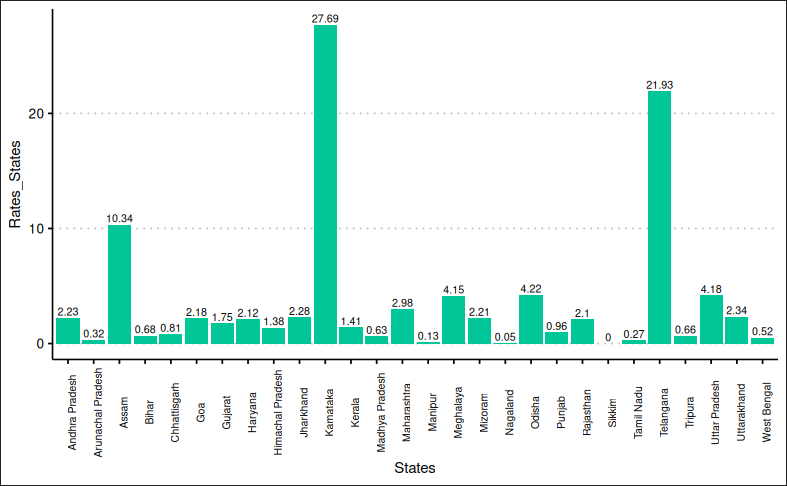 27.69
21.93
10.34
2.23
0.32
0.68
0.81
2.18
1.75
2.12
1.38
2.28
1.41
0.63
2.98
0.13
4.15
2.21
0.05
4.22
0.96
2.1
0
0.27
0.66
4.18
2.34
0.52
20
10
0
Rates_States
Andhra Pradesh
Arunachal Pradesh
Assam
Bihar
Chhattisgarh
Goa
Gujarat
Haryana
Himachal Pradesh
Jharkhand
Karnataka
Kerala
Madhya Pradesh
Maharashtra
Manipur
Meghalaya
Mizoram
Nagaland
Odisha
Punjab
Rajasthan
Sikkim
Tamil Nadu
Telangana
Tripura
Uttar Pradesh
Uttarakhand
West Bengal
States